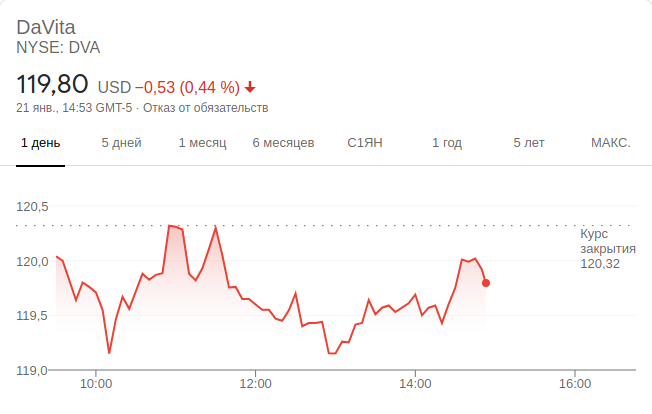 DaVita
NYSE: DVA
119,80 USD −0,53 (0,44 %)
21 янв., 14:53 GMT-5 · Отказ от обязательств
1 день 5 дней 1 месяц 6 месяцев С1ЯН 1 год 5 лет МАКС.
120,5
Курс
закрытия
120,32
120,0
119,5
119,0
10:00 12:00 14:00 16:00